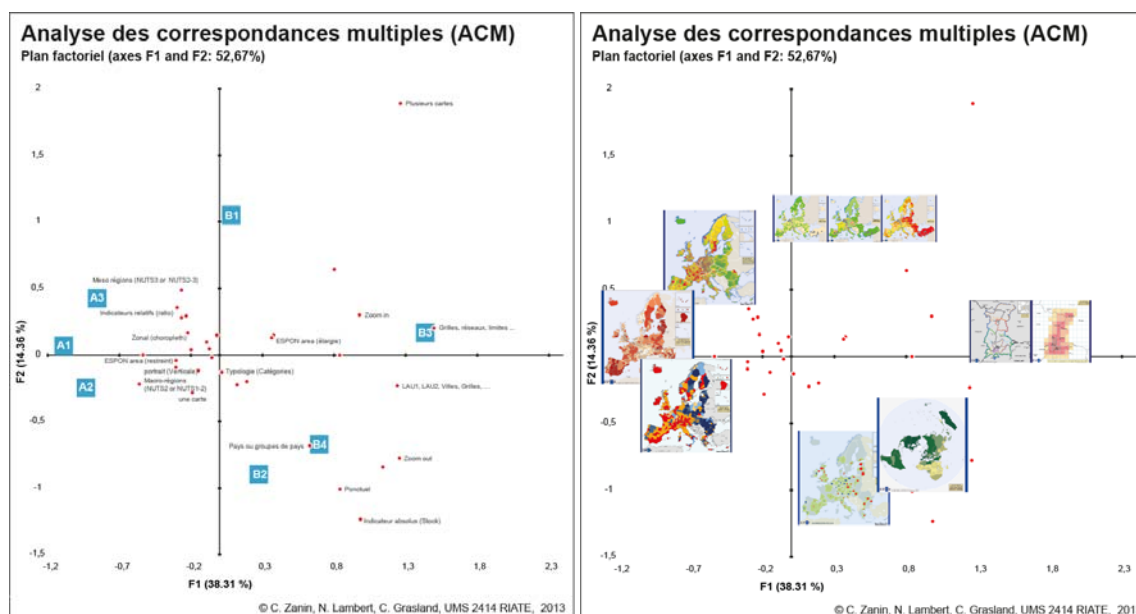 Analyse des correspondances multiples (ACM)
Plan factoriel (axes F1 and F2: 52,67%)
2
Plusieurs cartes
1,5
B1
1
Méso régions (NUTS3 or NUTS2-3)
0,5
A3
Indicateurs relatifs (ratio)
Zoom in
B3
Grilles, réseaux, limites ...
Zonal (choropleth)
ESPON area (élargie)
A1
0
ESPON area (restreint)
portrait (Verticale)
Typologie (Catégories)
A2
Macro-régions
(NUTS2 or NUTS1-2)
LAU1, LAU2, Villes, Grilles, ...
une carte
-0,5
Pays ou groupes de pays
B4
Zoom out
B2
-1
Ponctuel
Indicateur absolus (Stock)
-1,5
F2 (14.36 %)
-1,2
-0,7
-0,2
0,3
0,8
1,3
1,8
2,3
F1 (38.31 %)
© C. Zanin, N. Lambert, C. Grasland, UMS 2414 RIATE, 2013
Analyse des correspondances multiples (ACM)
Plan factoriel (axes F1 and F2: 52,67%)
2
1,5
1
0,5
0
-0,5
-1
-1,5
F2 (14.36 %)
-1,2
-0,7
-0,2
0,3
0,8
1,3
1,8
2,3
F1 (38.31 %)
© C. Zanin, N. Lambert, C. Grasland, UMS 2414 RIATE, 201